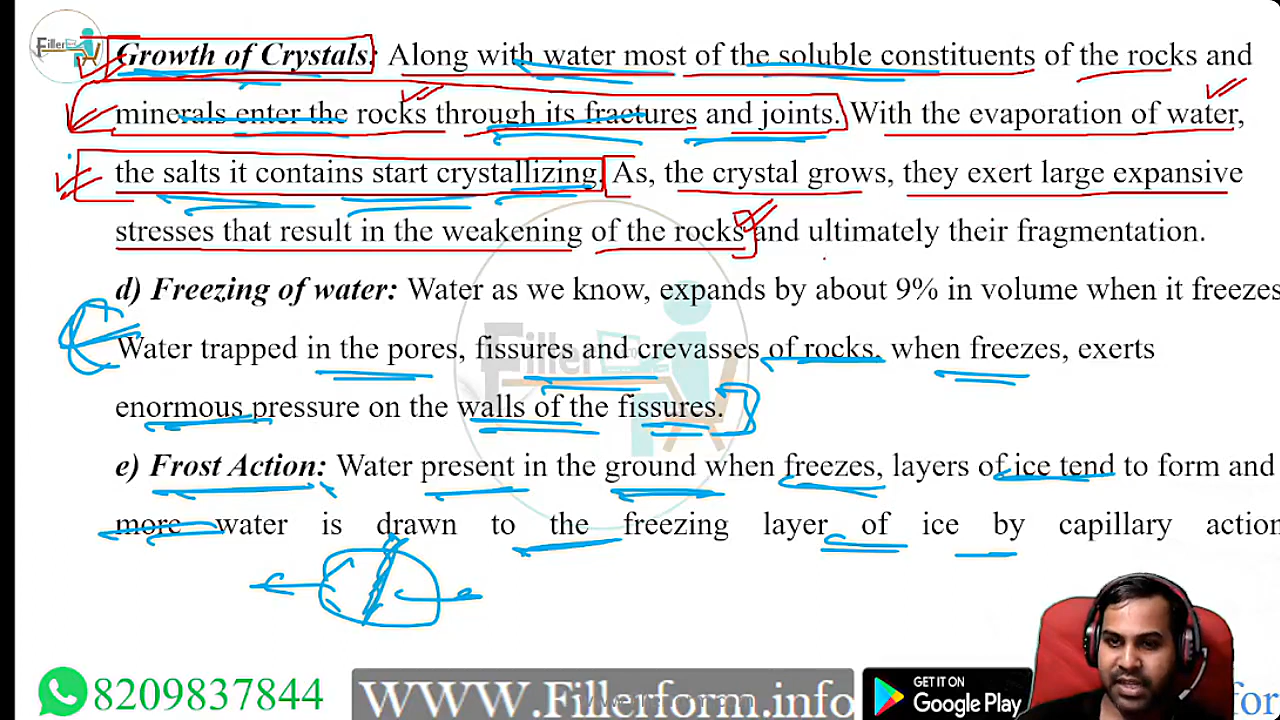 Filler
Growth of Crystals: Along with water most of the soluble constituents of the rocks and
minerals enter the rocks through its fractures and joints. With the evaporation of water,
the salts it contains start crystallizing. As, the crystal grows, they exert large expansive
stresses that result in the weakening of the rocks and ultimately their fragmentation.
d) Freezing of water: Water as we know, expands by about 9% in volume when it freezes
Water trapped in the pores, fissures and crevasses of rocks, when freezes, exerts
enormous pressure on the walls of the fissures.
e) Frost Action: Water present in the ground when freezes, layers of ice tend to form and
more water is drawn to the freezing layer of ice by capillary action
8209837844
WWW.Fillerform.info
GET IT ON
Google Play